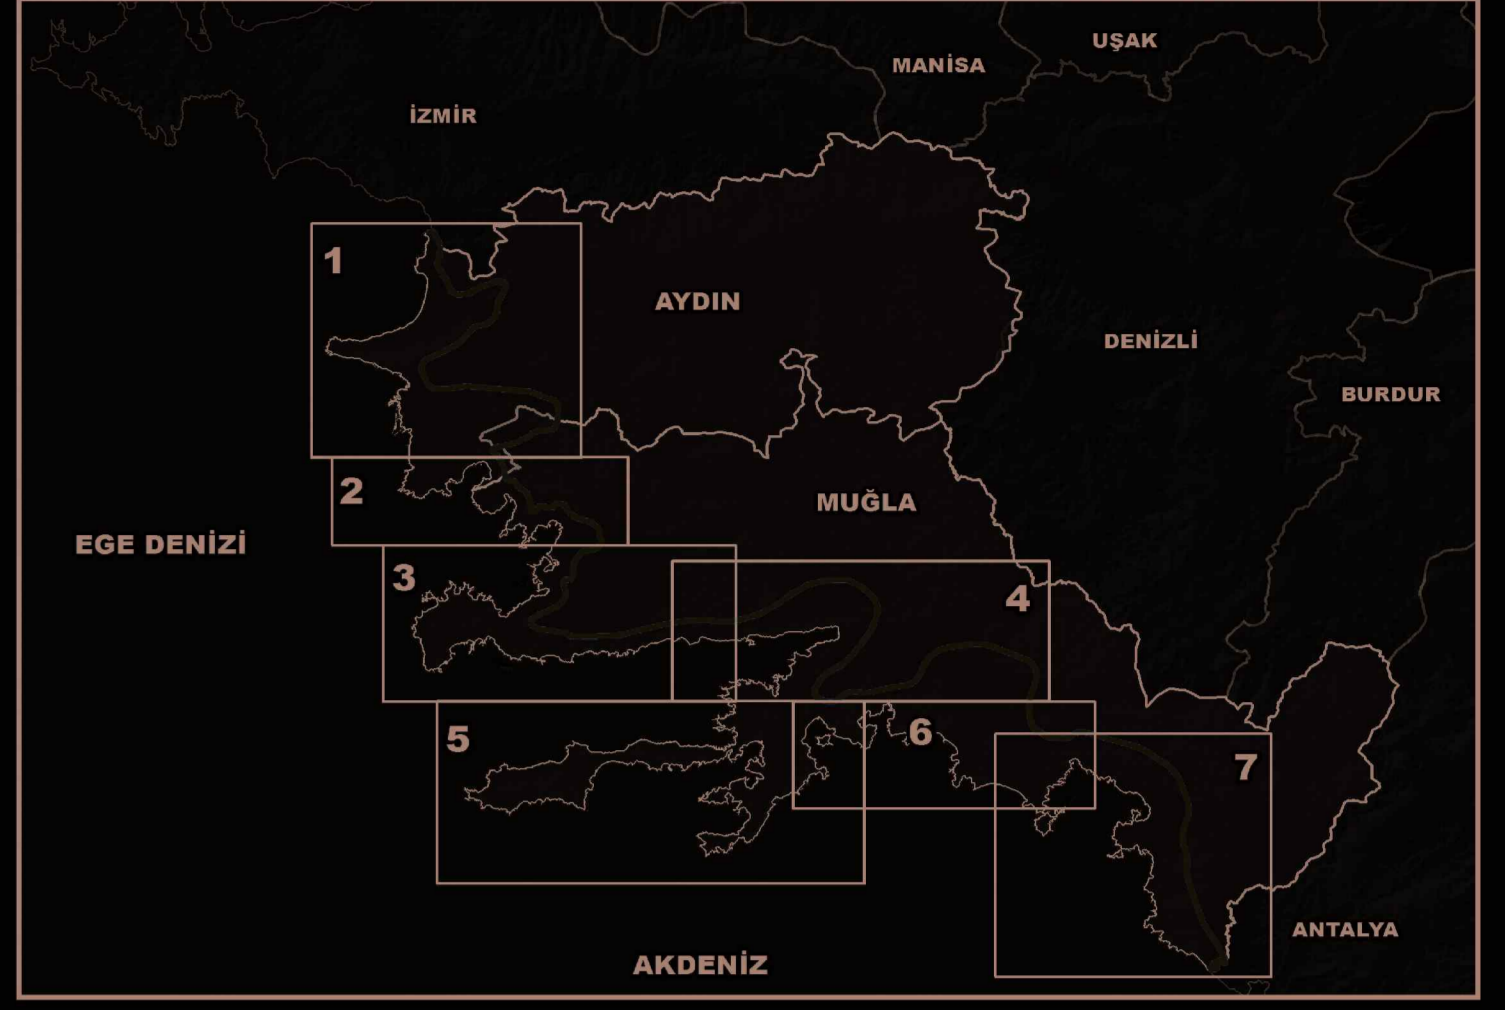 UŞAK
MANİSA
İZMİR
1
AYDIN
DENİZLİ
BURDUR
2
MUĞLA
EGE DENİZİ
3
4
5
6
7
ANTALYA
AKDENİZ